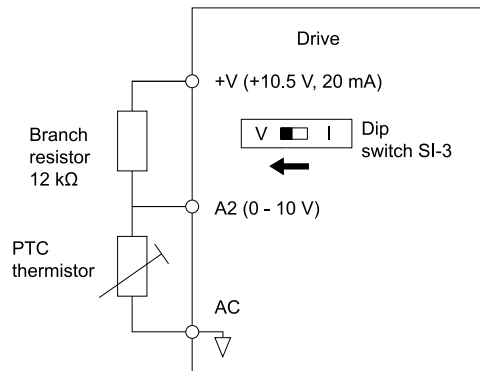 Drive
+V (+10.5 V, 20 mA)
V
I
Dip
switch SI-3
Branch
resistor
12 kΩ
A2 (0 - 10 V)
PTC
thermistor
AC